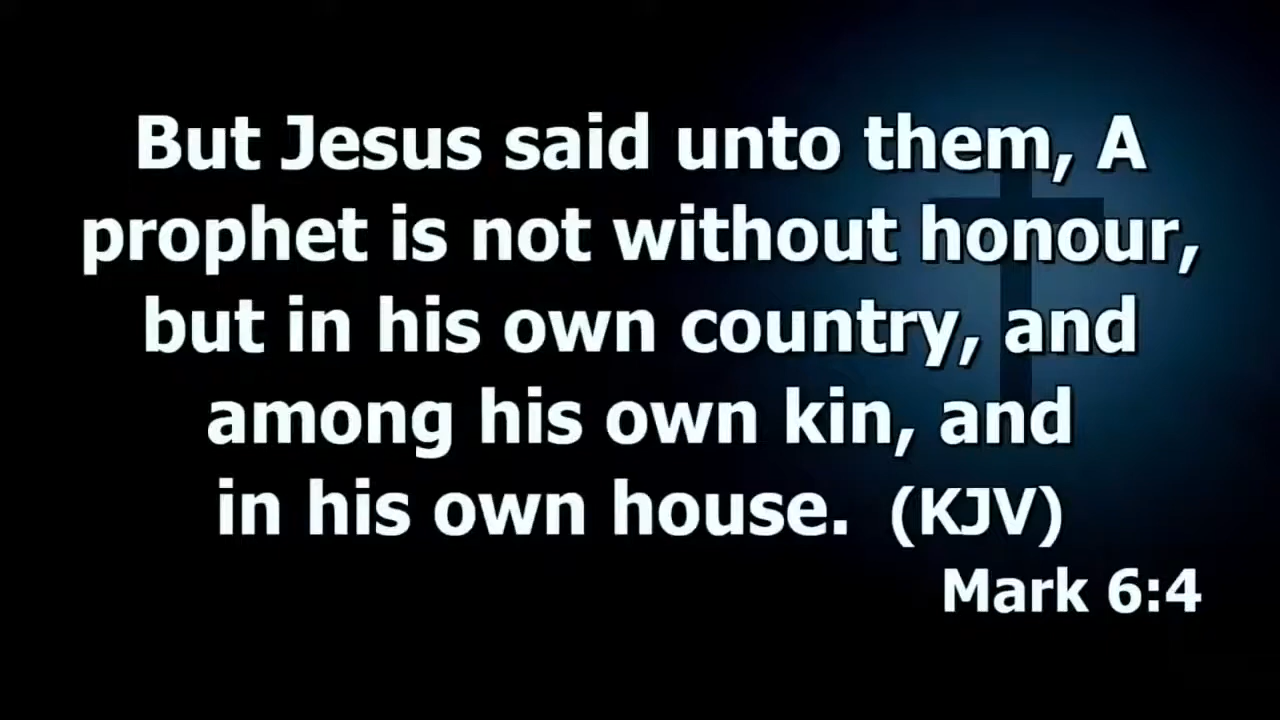 But Jesus said unto them, A
prophet is not without honour,
but in his own country, and
among his own kin, and
in his own house. (KJV)
Mark 6:4